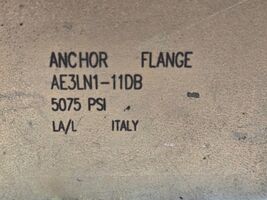 ANCHOR FLANGE
AE3LN1-11DB
5075 PSI
LA/L ITALY